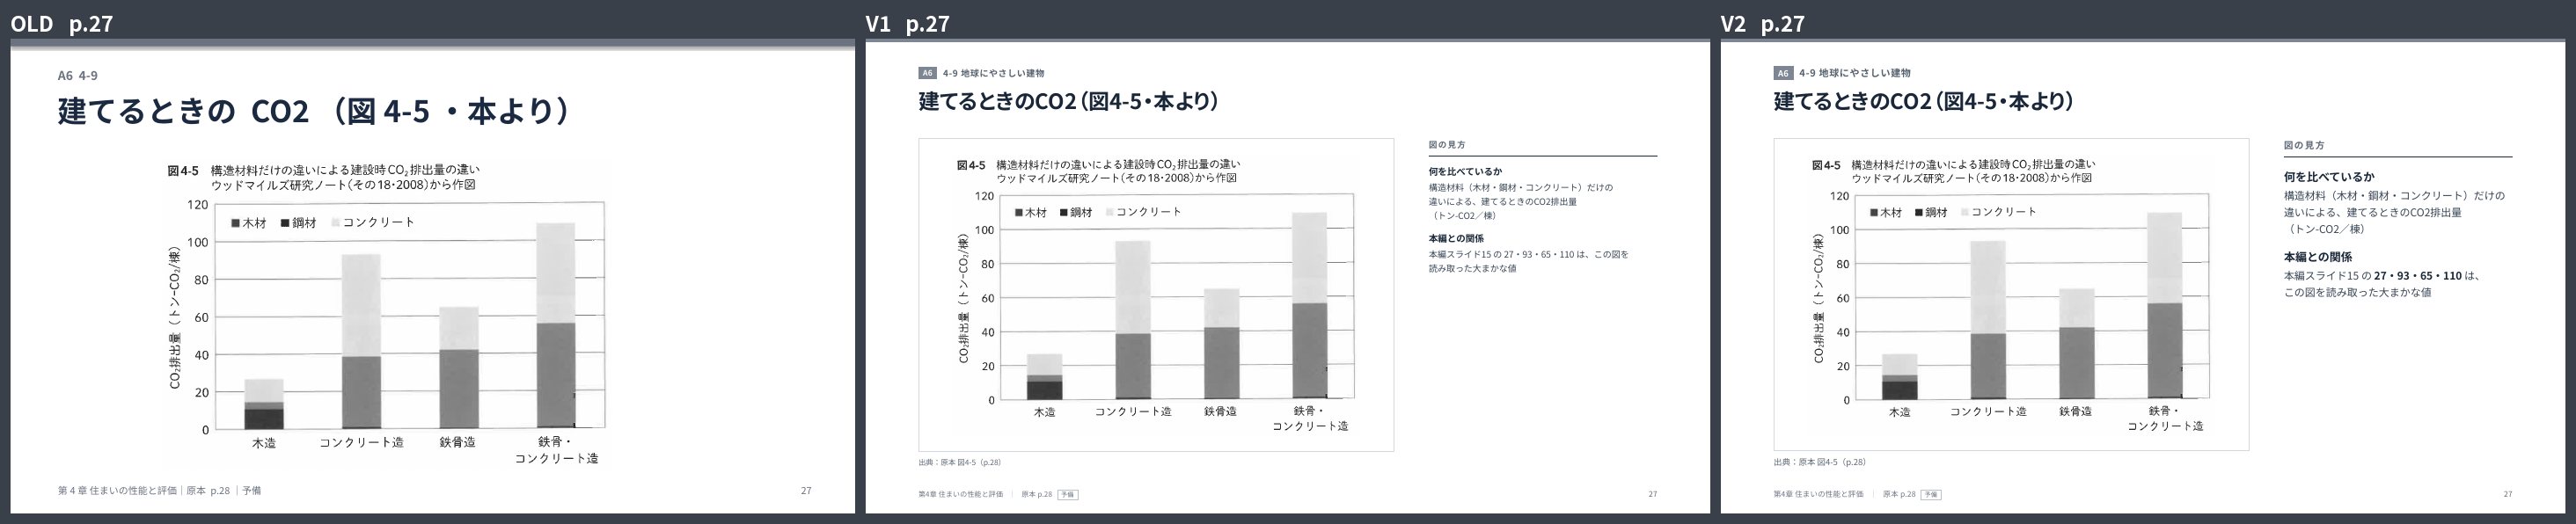 OLD p.27
A6 4-9
建てるときの CO2 （図 4-5 ・本より）
図4-5 構造材料だけの違いによる建設時CO₂排出量の違い
ウッドマイルズ研究ノート(その18・2008)から作図
CO₂排出量（トン-CO₂/棟）
120
100
80
60
40
20
0
木材 鋼材 コンクリート
木造 コンクリート造 鉄骨造 鉄骨・
コンクリート造
第 4 章 住まいの性能と評価｜原本 p.28 ｜予備
27
V1 p.27
A6 4-9 地球にやさしい建物
建てるときのCO2（図4-5・本より）
図4-5 構造材料だけの違いによる建設時CO₂排出量の違い
ウッドマイルズ研究ノート(その18・2008)から作図
CO₂排出量（トン-CO₂/棟）
120
100
80
60
40
20
0
木材 鋼材 コンクリート
木造 コンクリート造 鉄骨造 鉄骨・
コンクリート造
出典：原本 図4-5（p.28）
図の見方
何を比べているか
構造材料（木材・鋼材・コンクリート）だけの
違いによる、建てるときのCO2排出量
（トン-CO2／棟）
本編との関係
本編スライド15 の 27・93・65・110 は、この図を
読み取った大まかな値
第4章 住まいの性能と評価 ｜ 原本 p.28 予備
27
V2 p.27
A6 4-9 地球にやさしい建物
建てるときのCO2（図4-5・本より）
図4-5 構造材料だけの違いによる建設時CO₂排出量の違い
ウッドマイルズ研究ノート(その18・2008)から作図
CO₂排出量（トン-CO₂/棟）
120
100
80
60
40
20
0
木材 鋼材 コンクリート
木造 コンクリート造 鉄骨造 鉄骨・
コンクリート造
出典：原本 図4-5（p.28）
図の見方
何を比べているか
構造材料（木材・鋼材・コンクリート）だけの
違いによる、建てるときのCO2排出量
（トン-CO2／棟）
本編との関係
本編スライド15 の 27・93・65・110 は、
この図を読み取った大まかな値
第4章 住まいの性能と評価 ｜ 原本 p.28 予備
27